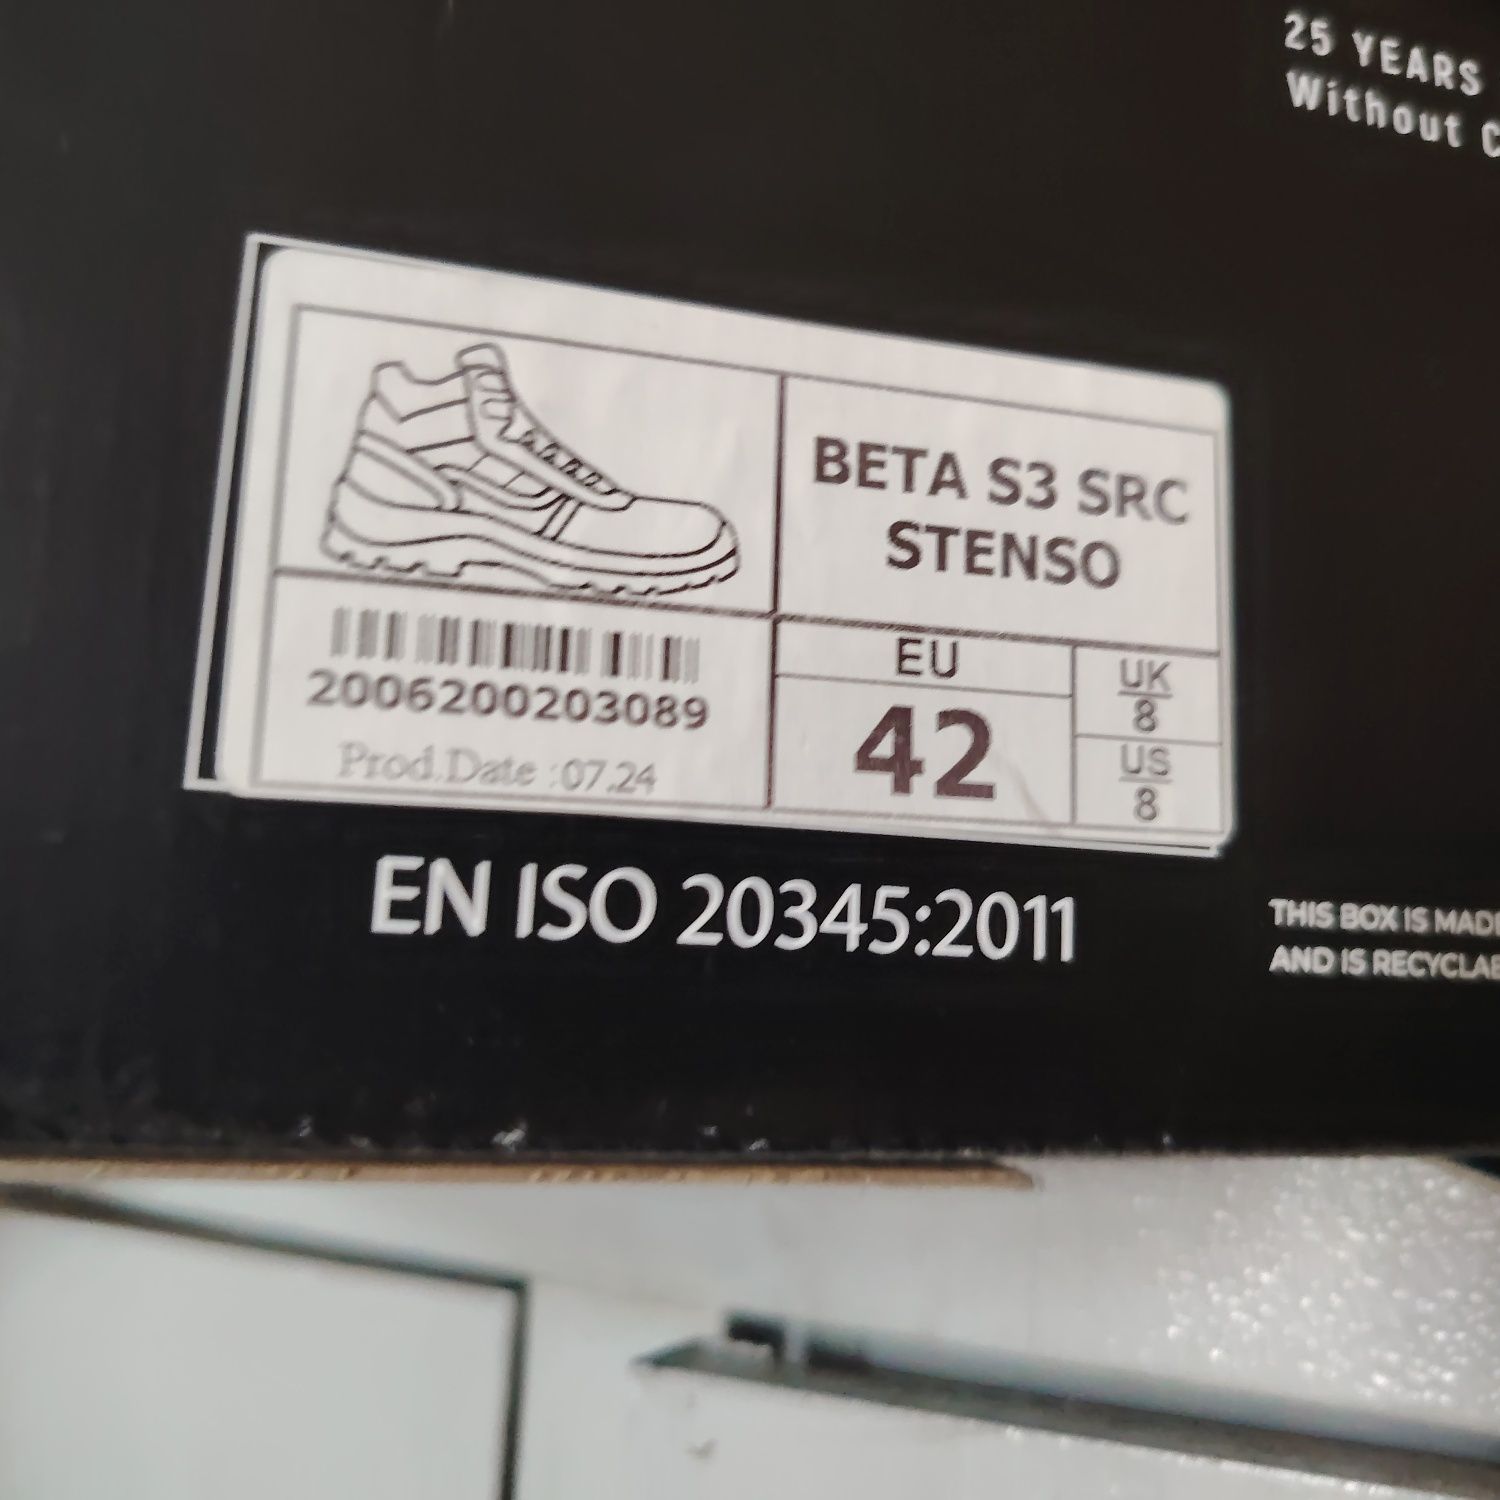 25 YEARS
Without
BETA S3 SRC
STENSO
2006200203089
Prod.Date :07.24
EU
42
UK
8
US
8
EN ISO 20345:2011
THIS BOX IS MADE
AND IS RECYCLAB